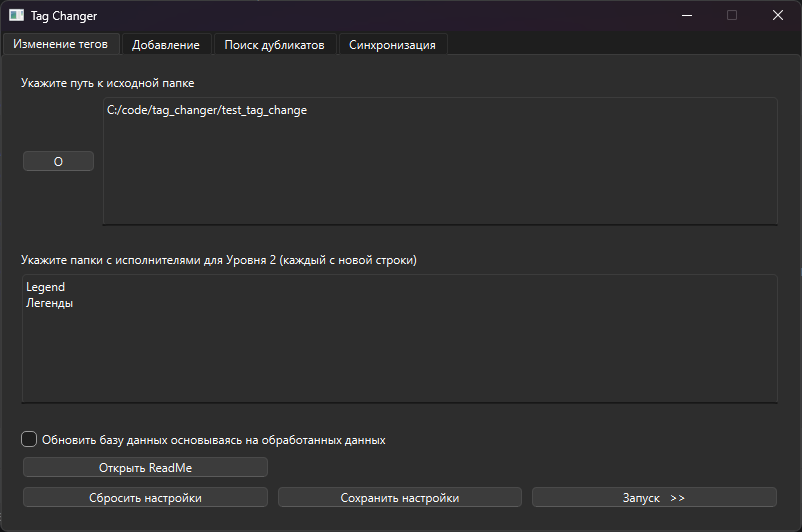 Tag Changer
Изменение тегов
Добавление
Поиск дубликатов
Синхронизация
Укажите путь к исходной папке
C:/code/tag_changer/test_tag_change
О
Укажите папки с исполнителями для Уровня 2 (каждый с новой строки)
Legend
Легенды
Обновить базу данных основываясь на обработанных данных
Открыть ReadMe
Сбросить настройки
Сохранить настройки
Запуск >>